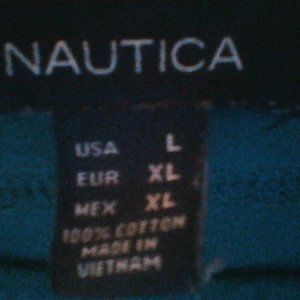 NAUTICA
USA L
EUR XL
MEX XL
100% COTTON
MADE IN
VIETNAM